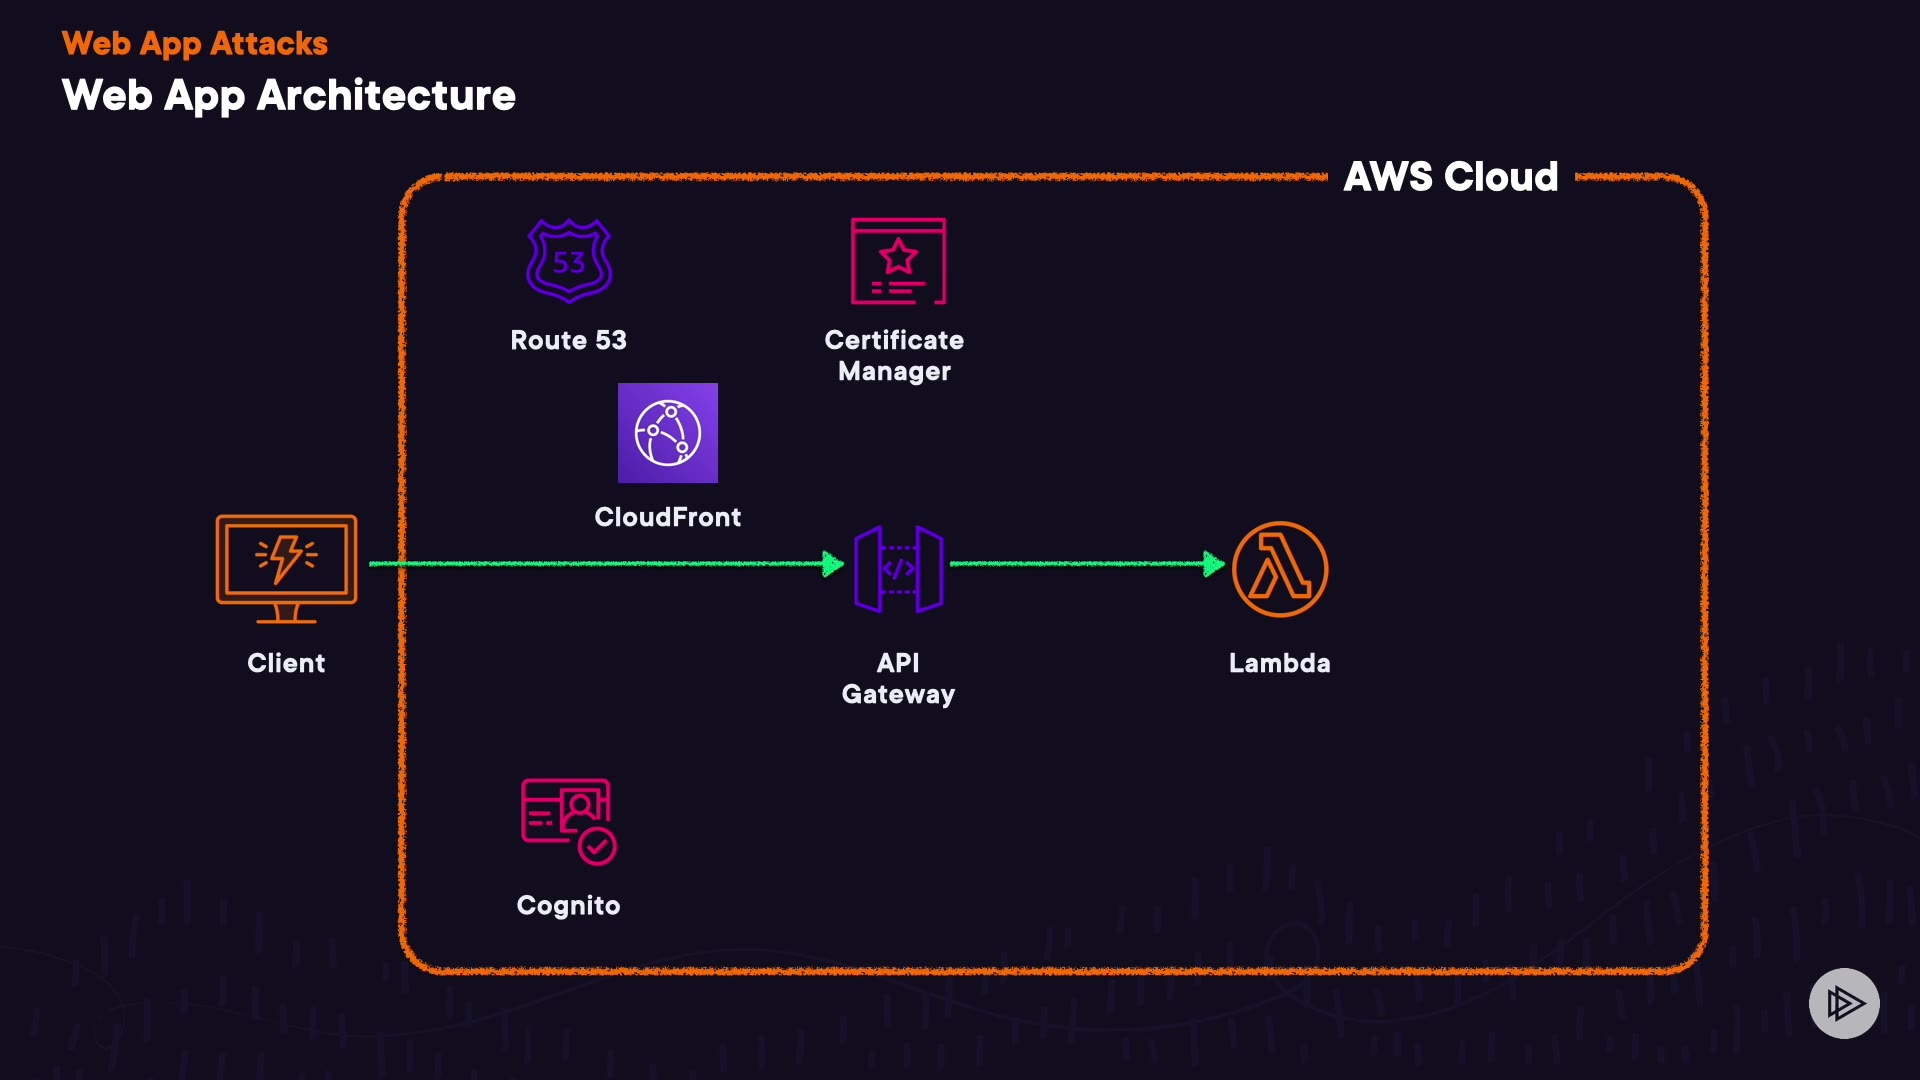 Web App Attacks
Web App Architecture
AWS Cloud
53
Route 53
Certificate
Manager
CloudFront
</>
Client
API
Gateway
Lambda
Cognito